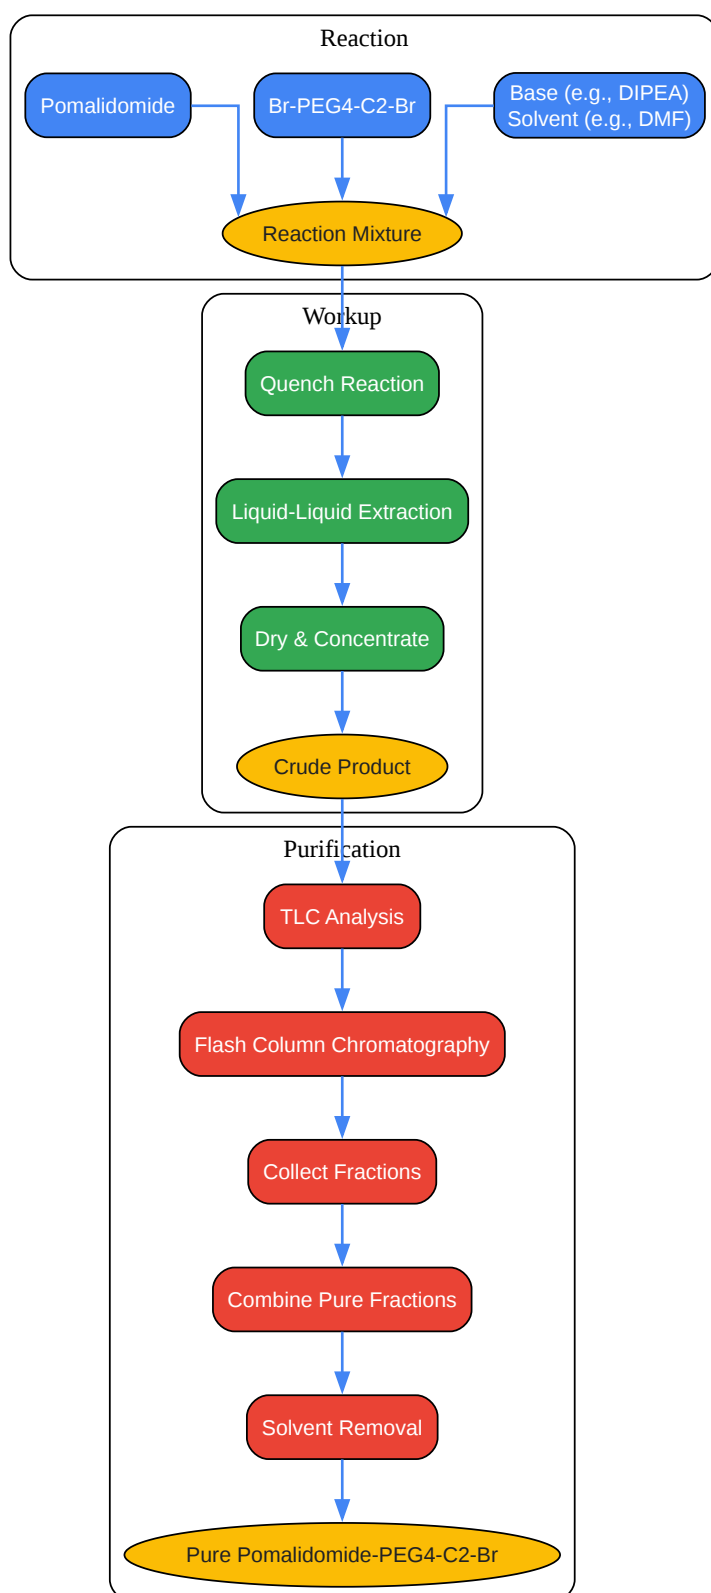 Reaction
Pomalidomide
Br-PEG4-C2-Br
Base (e.g., DIPEA)
Solvent (e.g., DMF)
Reaction Mixture
Workup
Quench Reaction
Liquid-Liquid Extraction
Dry & Concentrate
Crude Product
Purification
TLC Analysis
Flash Column Chromatography
Collect Fractions
Combine Pure Fractions
Solvent Removal
Pure Pomalidomide-PEG4-C2-Br